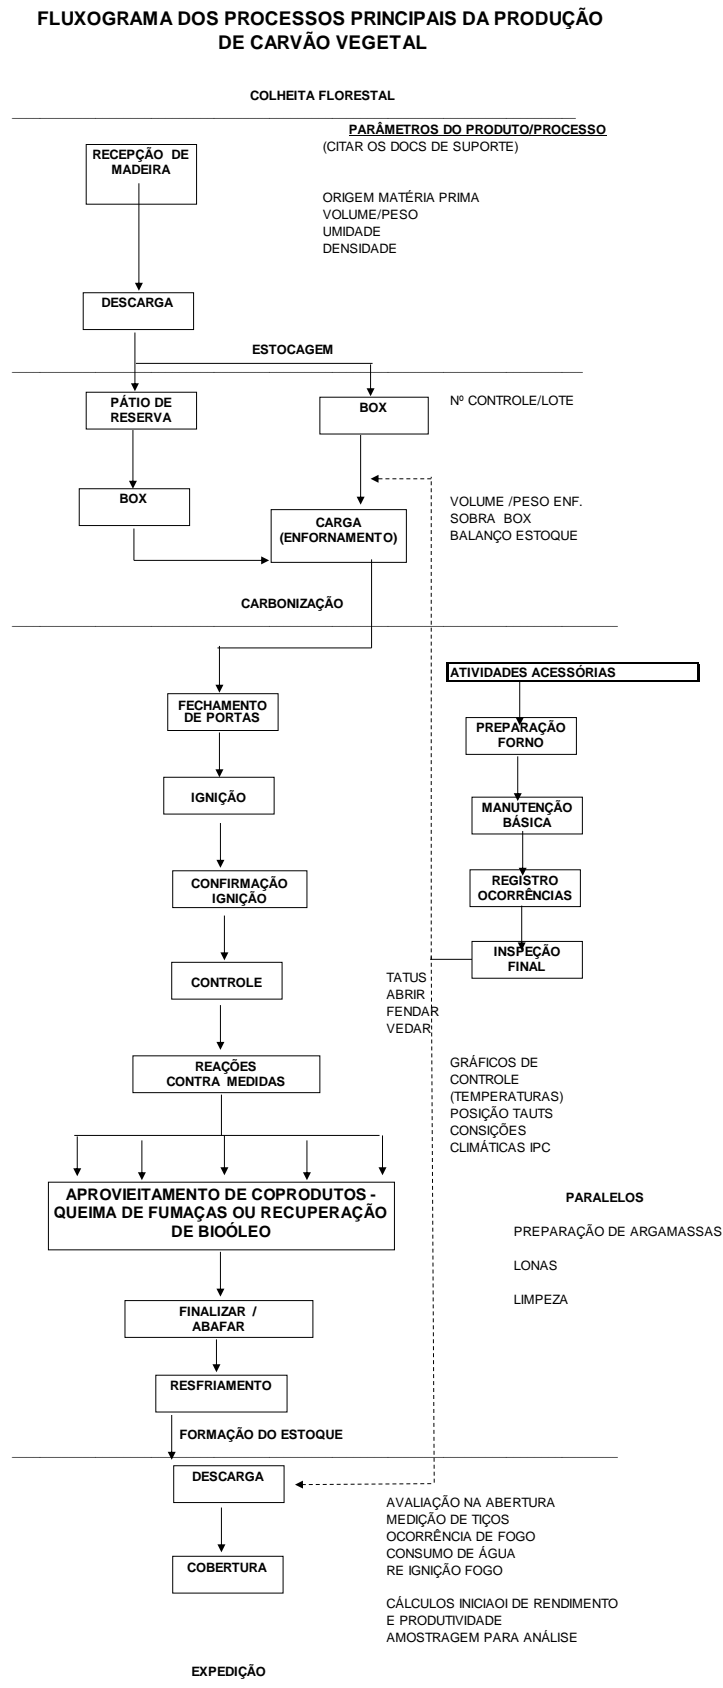 FLUXOGRAMA DOS PROCESSOS PRINCIPAIS DA PRODUÇÃO
DE CARVÃO VEGETAL
COLHEITA FLORESTAL
PARÂMETROS DO PRODUTO/PROCESSO
(CITAR OS DOCS DE SUPORTE)
RECEPÇÃO DE
MADEIRA
ORIGEM MATÉRIA PRIMA
VOLUME/PESO
UMIDADE
DENSIDADE
DESCARGA
ESTOCAGEM
PÁTIO DE
RESERVA
BOX
Nº CONTROLE/LOTE
BOX
CARGA
(ENFORNAMENTO)
VOLUME /PESO ENF.
SOBRA BOX
BALANÇO ESTOQUE
CARBONIZAÇÃO
ATIVIDADES ACESSÓRIAS
FECHAMENTO
DE PORTAS
PREPARAÇÃO
FORNO
IGNIÇÃO
MANUTENÇÃO
BÁSICA
CONFIRMAÇÃO
IGNIÇÃO
REGISTRO
OCORRÊNCIAS
CONTROLE
INSPEÇÃO
FINAL
TATUS
ABRIR
FENDAR
VEDAR
REAÇÕES
CONTRA MEDIDAS
GRÁFICOS DE
CONTROLE
(TEMPERATURAS)
POSIÇÃO TAUTS
CONSIÇÕES
CLIMÁTICAS IPC
APROVIEITAMENTO DE COPRODUTOS -
QUEIMA DE FUMAÇAS OU RECUPERAÇÃO
DE BIOÓLEO
PARALELOS
PREPARAÇÃO DE ARGAMASSAS
LONAS
LIMPEZA
FINALIZAR /
ABAFAR
RESFRIAMENTO
FORMAÇÃO DO ESTOQUE
DESCARGA
COBERTURA
AVALIAÇÃO NA ABERTURA
MEDIÇÃO DE TIÇOS
OCORRÊNCIA DE FOGO
CONSUMO DE ÁGUA
RE IGNIÇÃO FOGO
CÁLCULOS INICIAOI DE RENDIMENTO
E PRODUTIVIDADE
AMOSTRAGEM PARA ANÁLISE
EXPEDIÇÃO